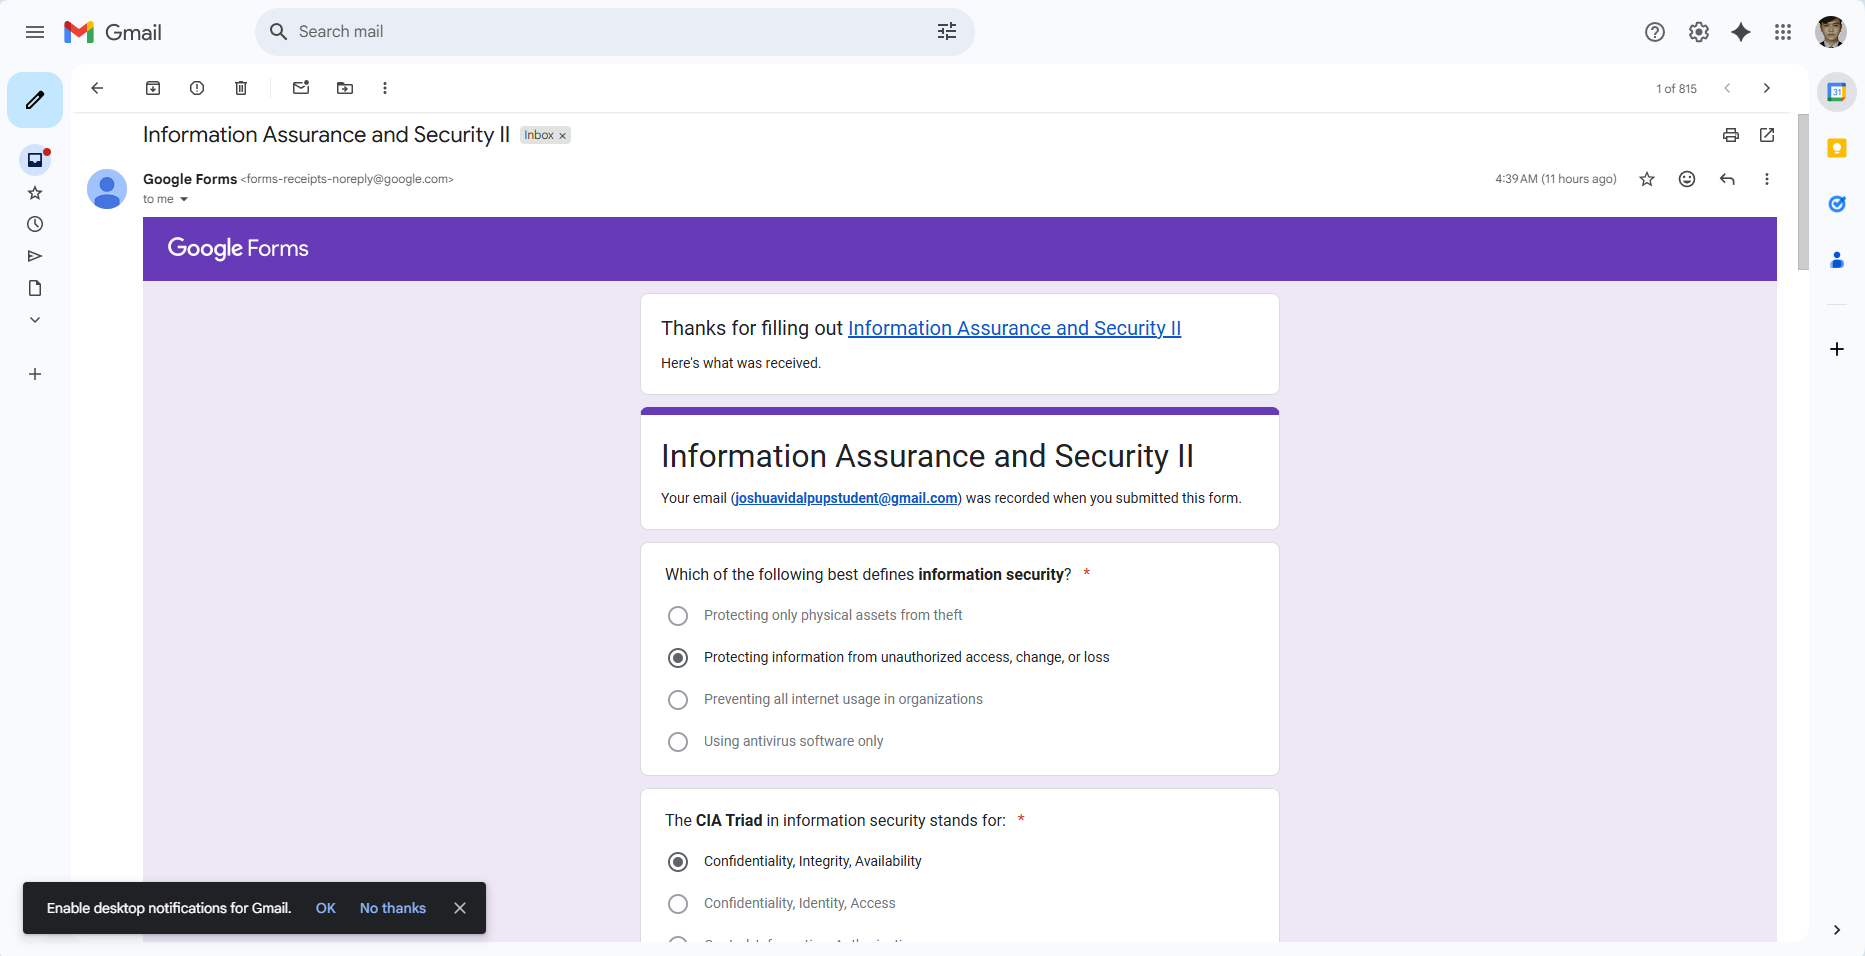 Gmail
Search mail
1 of 815
Information Assurance and Security II
Inbox x
Google Forms <forms-receipts-noreply@google.com>
4:39 AM (11 hours ago)
to me
Google Forms
Thanks for filling out Information Assurance and Security II
Here's what was received.
Information Assurance and Security II
Your email (joshuavidalpupstudent@gmail.com) was recorded when you submitted this form.
Which of the following best defines information security? *
Protecting only physical assets from theft
Protecting information from unauthorized access, change, or loss
Preventing all internet usage in organizations
Using antivirus software only
The CIA Triad in information security stands for: *
Confidentiality, Integrity, Availability
Confidentiality, Identity, Access
Enable desktop notifications for Gmail. OK No thanks
31